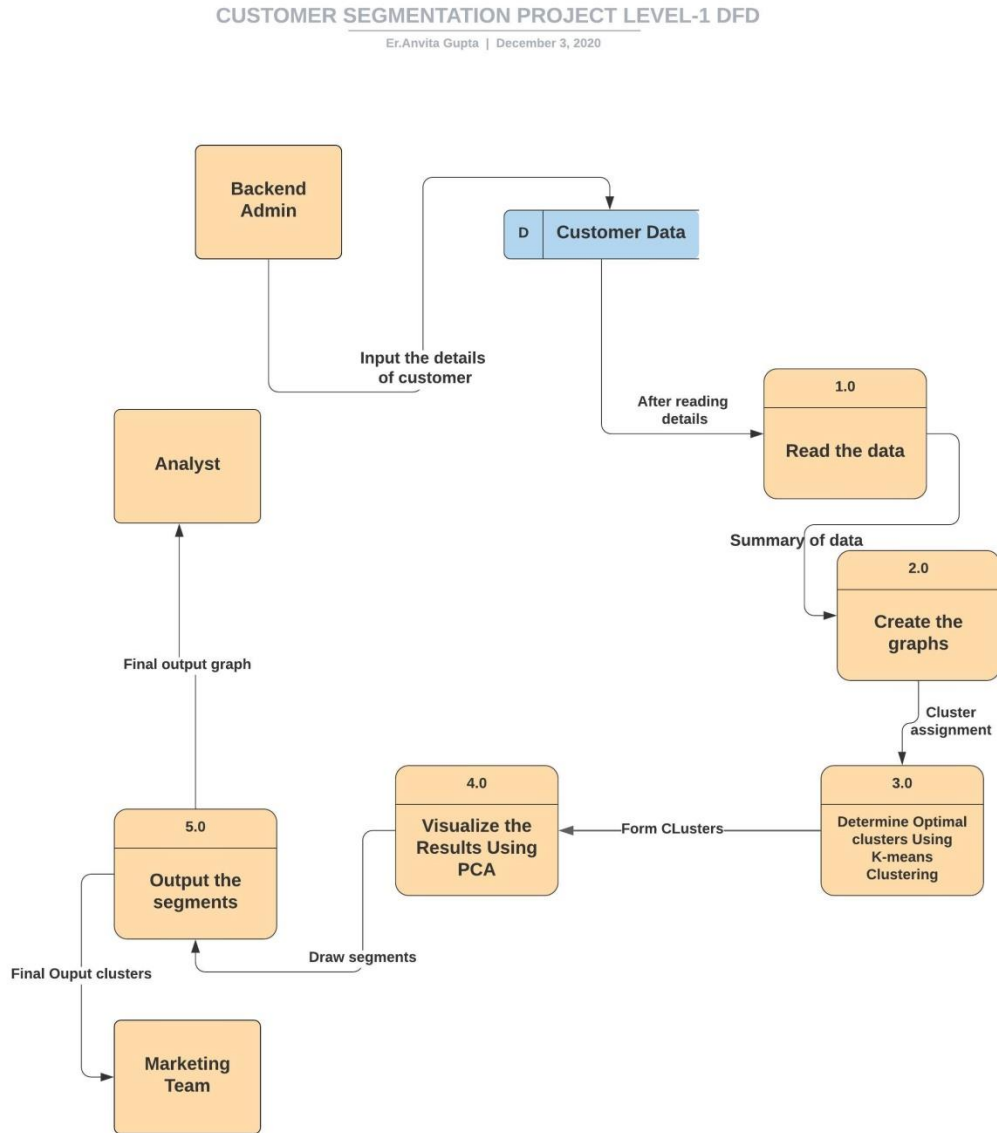 CUSTOMER SEGMENTATION PROJECT LEVEL-1 DFD
Er.Anvita Gupta | December 3, 2020
Backend
Admin
D
Customer Data
Input the details
of customer
After reading
details
1.0
Read the data
Analyst
Summary of data
2.0
Create the
graphs
Final output graph
Cluster
assignment
3.0
Determine Optimal
clusters Using
K-means
Clustering
Form CLusters
4.0
Visualize the
Results Using
PCA
5.0
Output the
segments
Draw segments
Final Ouput clusters
Marketing
Team